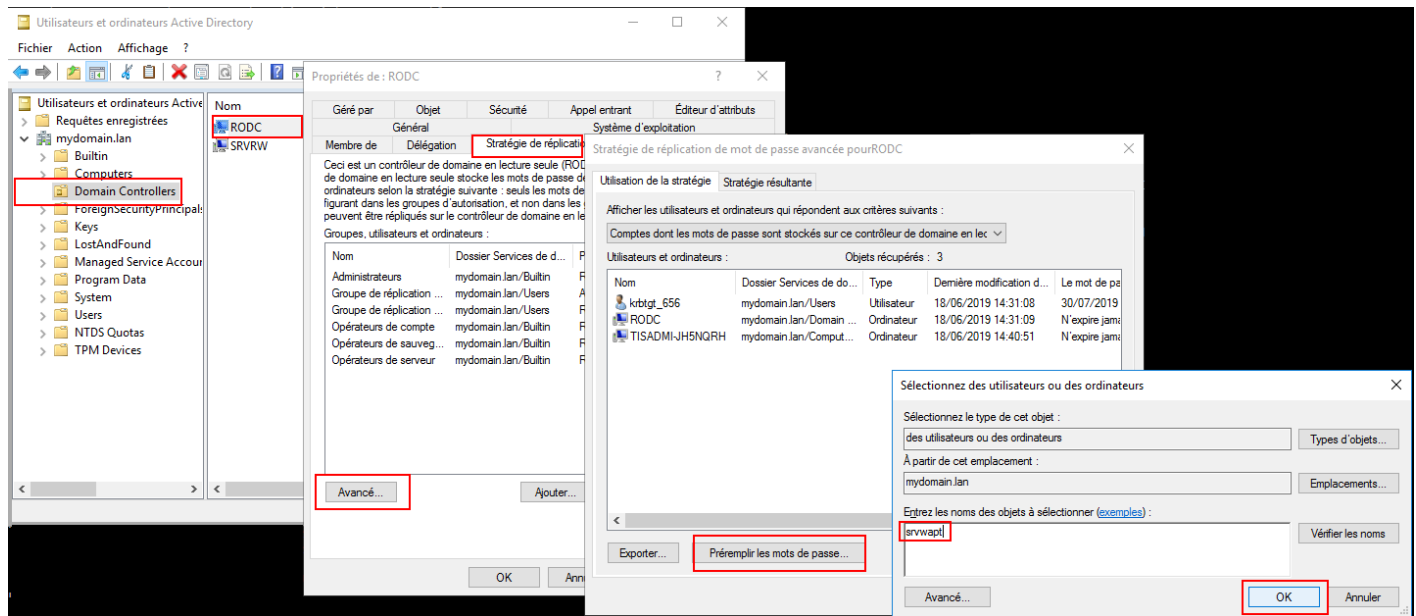 Utilisateurs et ordinateurs Active Directory
Fichier Action Affichage ?
Utilisateurs et ordinateurs Active
Requêtes enregistrées
mydomain.lan
Builtin
Computers
Domain Controllers
ForeignSecurityPrincipals
Keys
LostAndFound
Managed Service Accour
Program Data
System
Users
NTDS Quotas
TPM Devices
Nom
RODC
SRVRW
Propriétés de : RODC
Géré par Objet Sécurité Appel entrant Éditeur d'attributs
Général Système d'exploitation
Membre de Délégation Stratégie de réplicatio
Ceci est un contrôleur de domaine en lecture seule (ROD
de domaine en lecture seule stocke les mots de passe de
ordinateurs selon la stratégie suivante : seuls les mots de
figurant dans les groupes d'autorisation, et non dans les
peuvent être répliqués sur le contrôleur de domaine en le
Groupes, utilisateurs et ordinateurs :
Nom Dossier Services de d... P
Administrateurs mydomain.lan/Builtin R
Groupe de réplication ... mydomain.lan/Users A
Groupe de réplication ... mydomain.lan/Users R
Opérateurs de compte mydomain.lan/Builtin R
Opérateurs de sauveg... mydomain.lan/Builtin R
Opérateurs de serveur mydomain.lan/Builtin R
Avancé... Ajouter...
OK Ann
Stratégie de réplication de mot de passe avancée pourRODC
Utilisation de la stratégie Stratégie résultante
Afficher les utilisateurs et ordinateurs qui répondent aux critères suivants :
Comptes dont les mots de passe sont stockés sur ce contrôleur de domaine en lec
Utilisateurs et ordinateurs : Objets récupérés : 3
Nom Dossier Services de do... Type Dernière modification d... Le mot de pa
krbtgt_656 mydomain.lan/Users Utilisateur 18/06/2019 14:31:08 30/07/2019
RODC mydomain.lan/Domain ... Ordinateur 18/06/2019 14:31:09 N'expire jama
TISADMI-JH5NQRH mydomain.lan/Comput... Ordinateur 18/06/2019 14:40:51 N'expire jama
Exporter... Préremplir les mots de passe...
Sélectionnez des utilisateurs ou des ordinateurs
Sélectionnez le type de cet objet :
des utilisateurs ou des ordinateurs Types d'objets...
À partir de cet emplacement :
mydomain.lan Emplacements...
Entrez les noms des objets à sélectionner (exemples) :
srvwapt Vérifier les noms
Avancé... OK Annuler